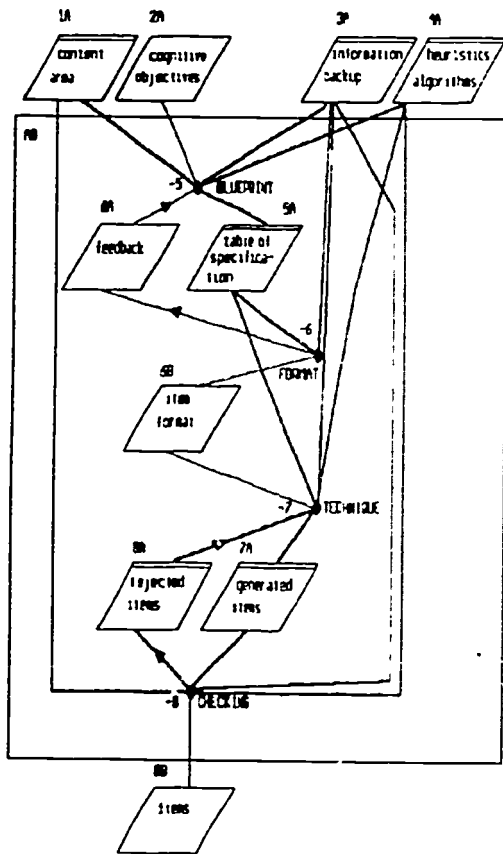 1A
2A
3A
4A
content
area
cognitive
objectives
information
backup
heuristics
algorithms
A0
-5
BLUEPRINT
6A
5A
feedback
table of
specifica-
tion
-6
FORMAT
6B
item
format
-7
TECHNIQUE
8A
7A
rejected
items
generated
items
-8
CHECKING
8B
items